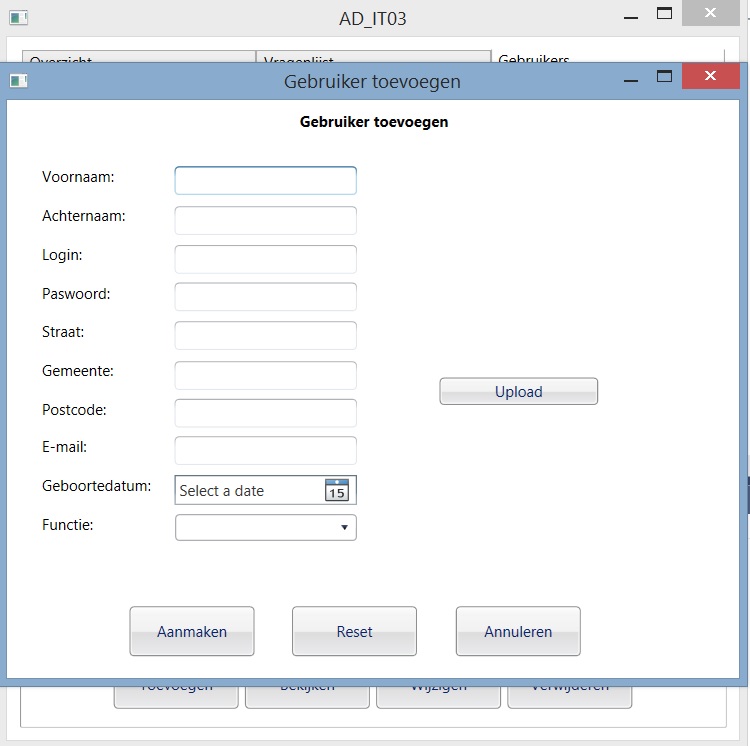 AD_IT03
Overzicht
Vragenlijst
Gebruikers
Gebruiker toevoegen
Gebruiker toevoegen
Voornaam:
Achternaam:
Login:
Paswoord:
Straat:
Gemeente:
Upload
Postcode:
E-mail:
Geboortedatum:
Select a date
15
Functie:
Aanmaken
Reset
Annuleren
Toevoegen
Bekijken
Wijzigen
Verwijderen